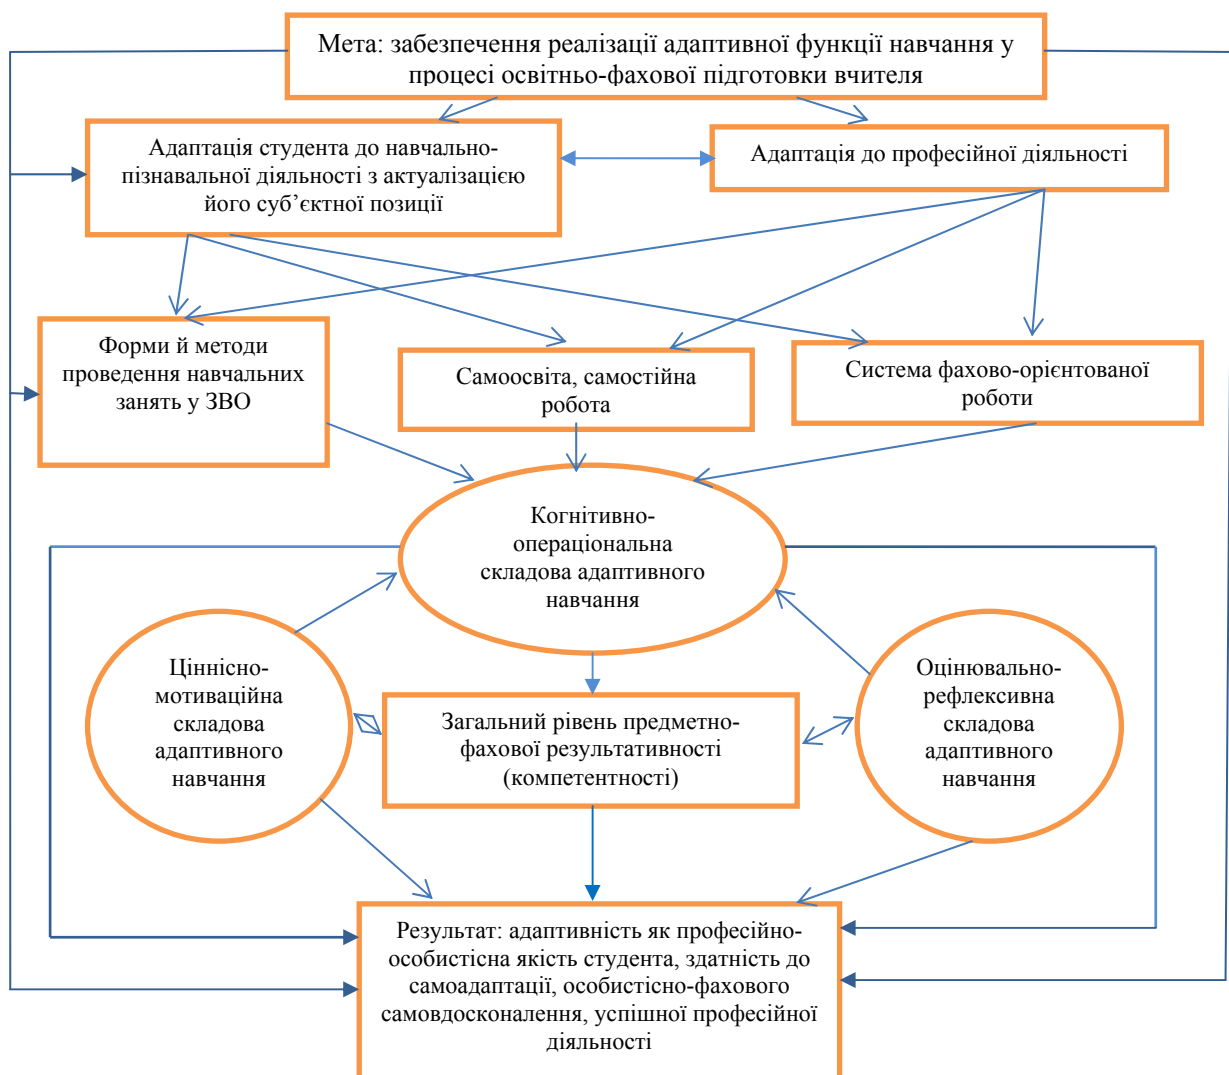 Мета: забезпечення реалізації адаптивної функції навчання у
процесі освітньо-фахової підготовки вчителя
Адаптація студента до навчально-
пізнавальної діяльності з актуалізацією
його суб’єктної позиції
Адаптація до професійної діяльності
Форми й методи
проведення навчальних
занять у ЗВО
Самоосвіта, самостійна
робота
Система фахово-орієнтованої
роботи
Когнітивно-
операціональна
складова адаптивного
навчання
Ціннісно-
мотиваційна
складова
адаптивного
навчання
Загальний рівень предметно-
фахової результативності
(компетентності)
Оцінювально-
рефлексивна
складова
адаптивного
навчання
Результат: адаптивність як професійно-
особистісна якість студента, здатність до
самоадаптації, особистісно-фахового
самовдосконалення, успішної професійної
діяльності